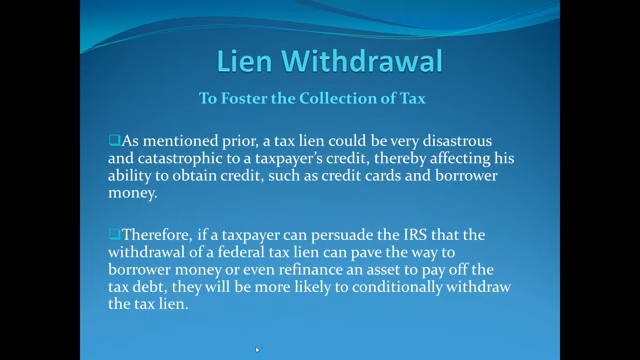 Lien Withdrawal
To Foster the Collection of Tax
As mentioned prior, a tax lien could be very disastrous
and catastrophic to a taxpayer's credit, thereby affecting his
ability to obtain credit, such as credit cards and borrower
money.
Therefore, if a taxpayer can persuade the IRS that the
withdrawal of a federal tax lien can pave the way to
borrower money or even refinance an asset to pay off the
tax debt, they will be more likely to conditionally withdraw
the tax lien.